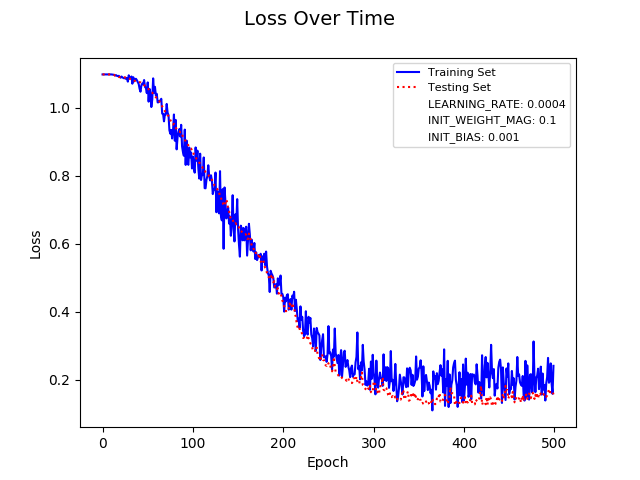 Loss Over Time
Training Set
Testing Set
LEARNING_RATE: 0.0004
INIT_WEIGHT_MAG: 0.1
INIT_BIAS: 0.001
1.0
0.8
0.6
0.4
0.2
Loss
0 100 200 300 400 500
Epoch